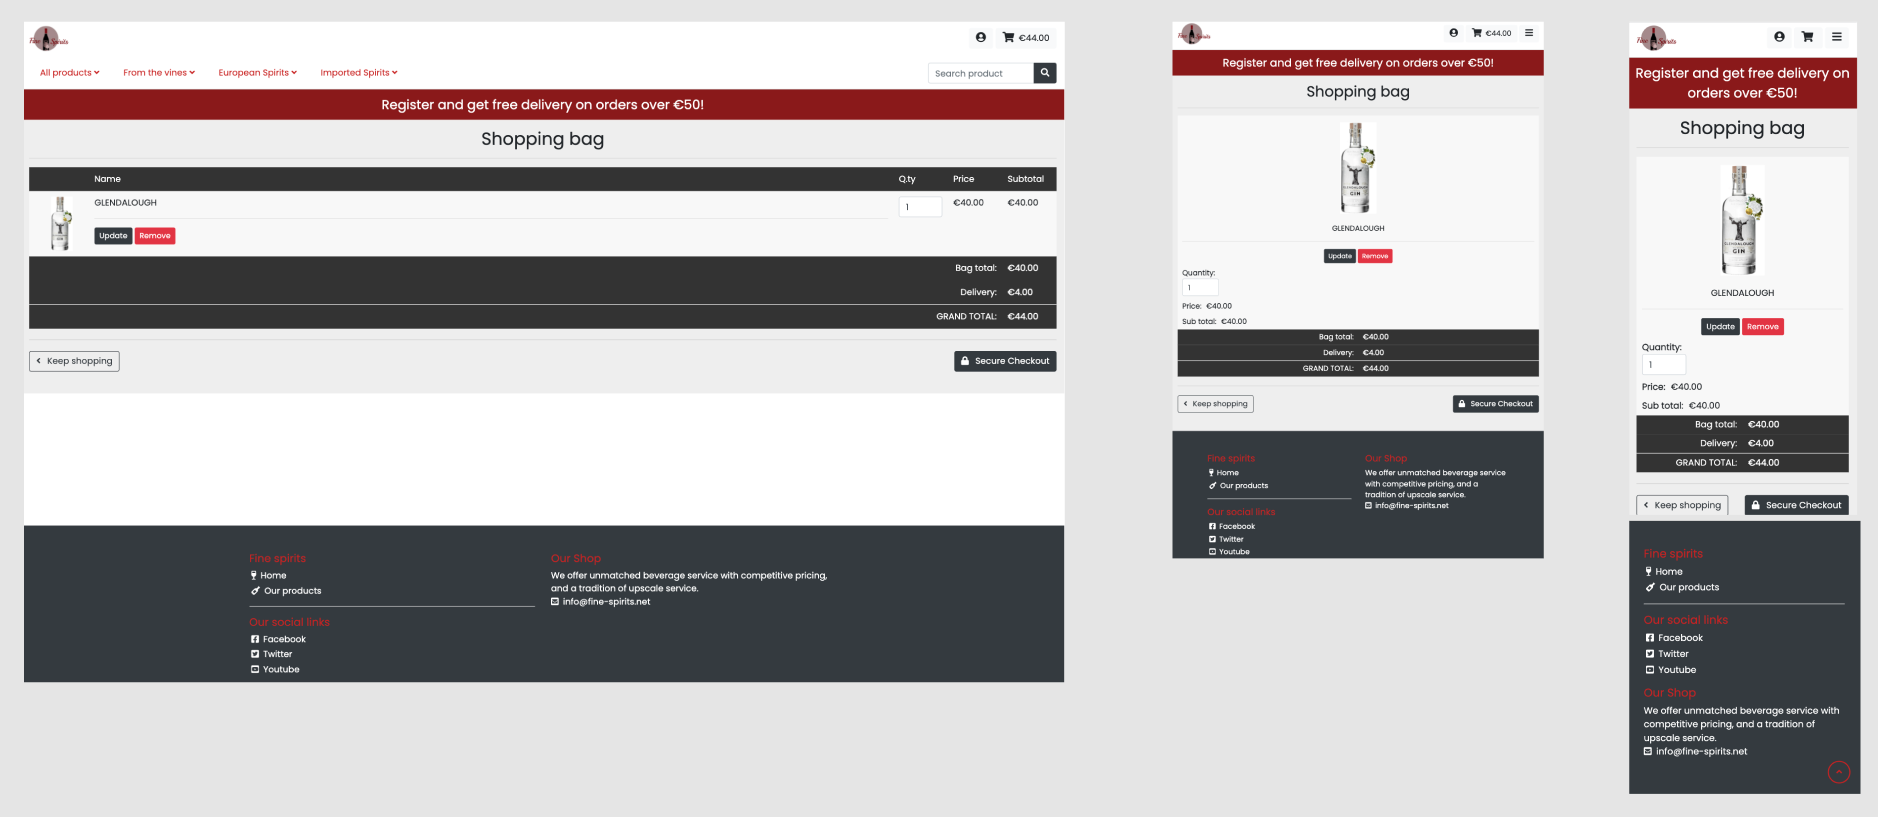 Fine Spirits
€44.00
All products
From the vines
European Spirits
Imported Spirits
Search product
Register and get free delivery on orders over €50!
Shopping bag
Name Q.ty Price Subtotal
GLENDALOUGH 1 €40.00 €40.00
Update Remove
Bag total: €40.00
Delivery: €4.00
GRAND TOTAL: €44.00
Keep shopping
Secure Checkout
Fine spirits
Home
Our products
Our social links
Facebook
Twitter
Youtube
Our Shop
We offer unmatched beverage service with competitive pricing,
and a tradition of upscale service.
info@fine-spirits.net
Fine Spirits
€44.00
Register and get free delivery on orders over €50!
Shopping bag
GLENDALOUGH
GIN
GLENDALOUGH
Update Remove
Quantity:
1
Price: €40.00
Sub total: €40.00
Bag total: €40.00
Delivery: €4.00
GRAND TOTAL: €44.00
Keep shopping
Secure Checkout
Fine spirits
Home
Our products
Our social links
Facebook
Twitter
Youtube
Our Shop
We offer unmatched beverage service
with competitive pricing, and a
tradition of upscale service.
info@fine-spirits.net
Fine Spirits
Register and get free delivery on
orders over €50!
Shopping bag
GLENDALOUGH
GIN
GLENDALOUGH
Update Remove
Quantity:
1
Price: €40.00
Sub total: €40.00
Bag total: €40.00
Delivery: €4.00
GRAND TOTAL: €44.00
Keep shopping
Secure Checkout
Fine spirits
Home
Our products
Our social links
Facebook
Twitter
Youtube
Our Shop
We offer unmatched beverage service with
competitive pricing, and a tradition of
upscale service.
info@fine-spirits.net